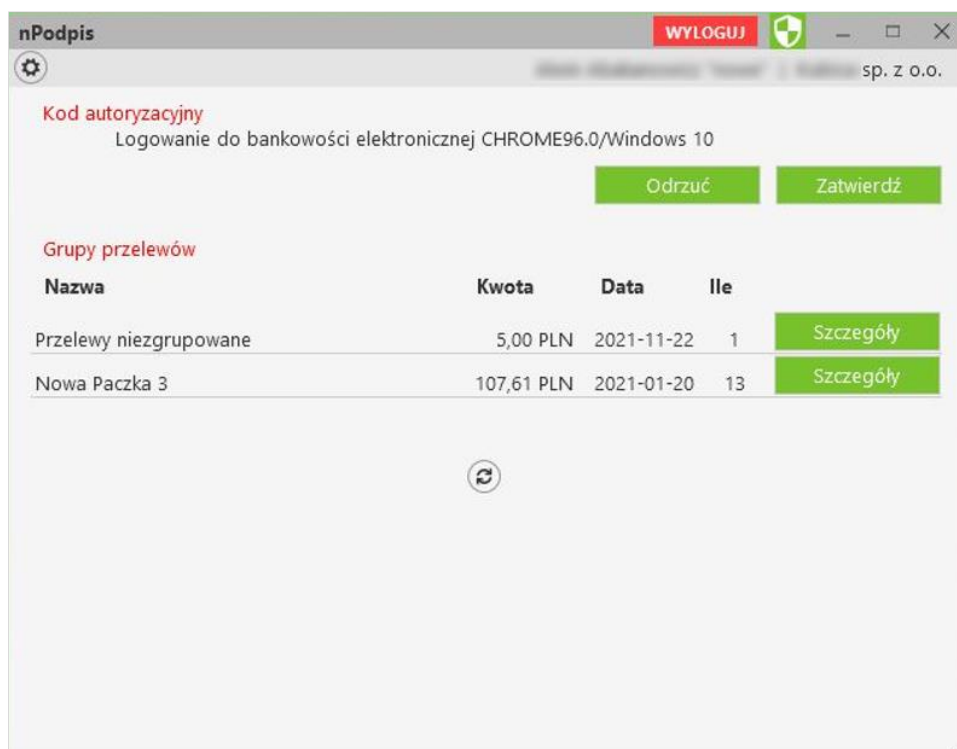 nPodpis WYLOGUJ
sp. z o.o.
Kod autoryzacyjny
Logowanie do bankowości elektronicznej CHROME96.0/Windows 10
Odrzuć Zatwierdź
Grupy przelewów
Nazwa Kwota Data Ile
Przelewy niezgrupowane 5,00 PLN 2021-11-22 1 Szczegóły
Nowa Paczka 3 107,61 PLN 2021-01-20 13 Szczegóły